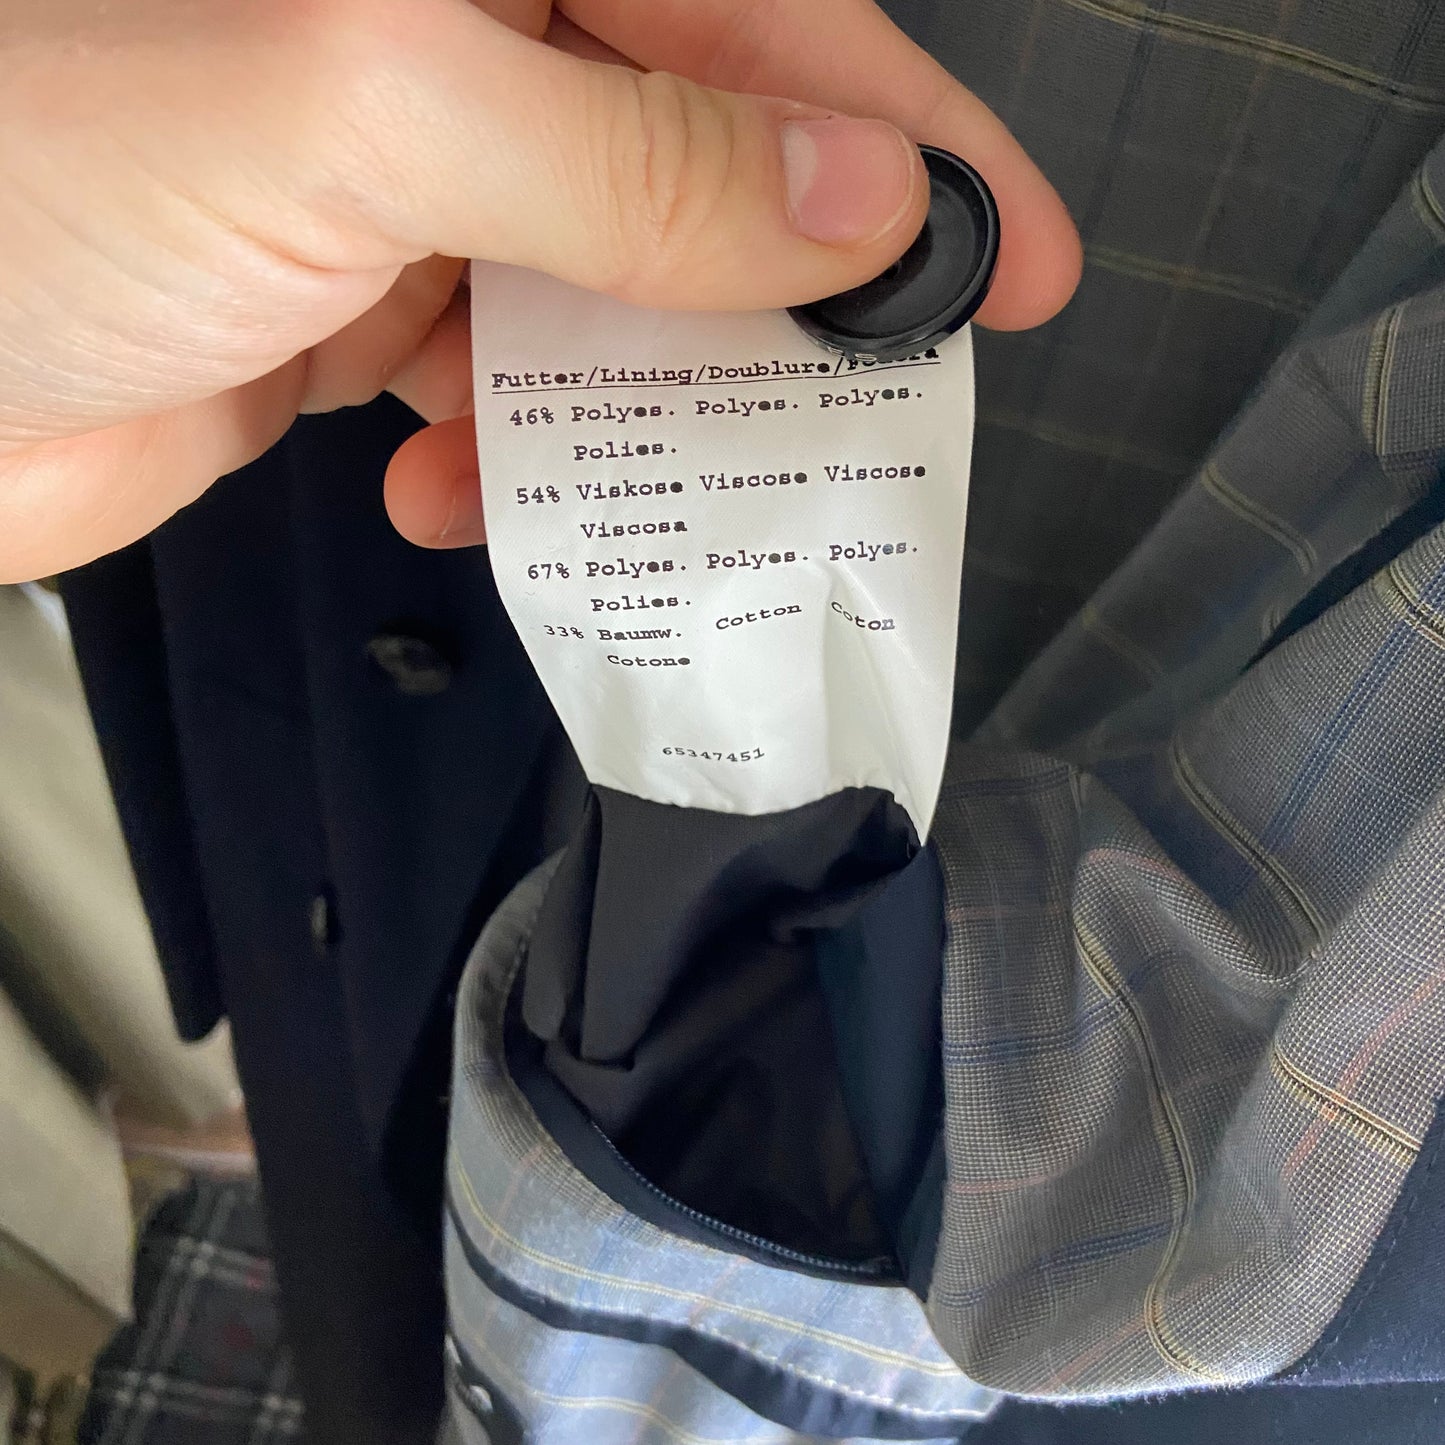 Futter/Lining/Doublure/Fodera
46% Polyes. Polyes. Polyes.
Polies.
54% Viskose Viscose Viscose
Viscosa
67% Polyes. Polyes. Polyes.
Polies.
33% Baumw. Cotton Coton
Cotone
65347451